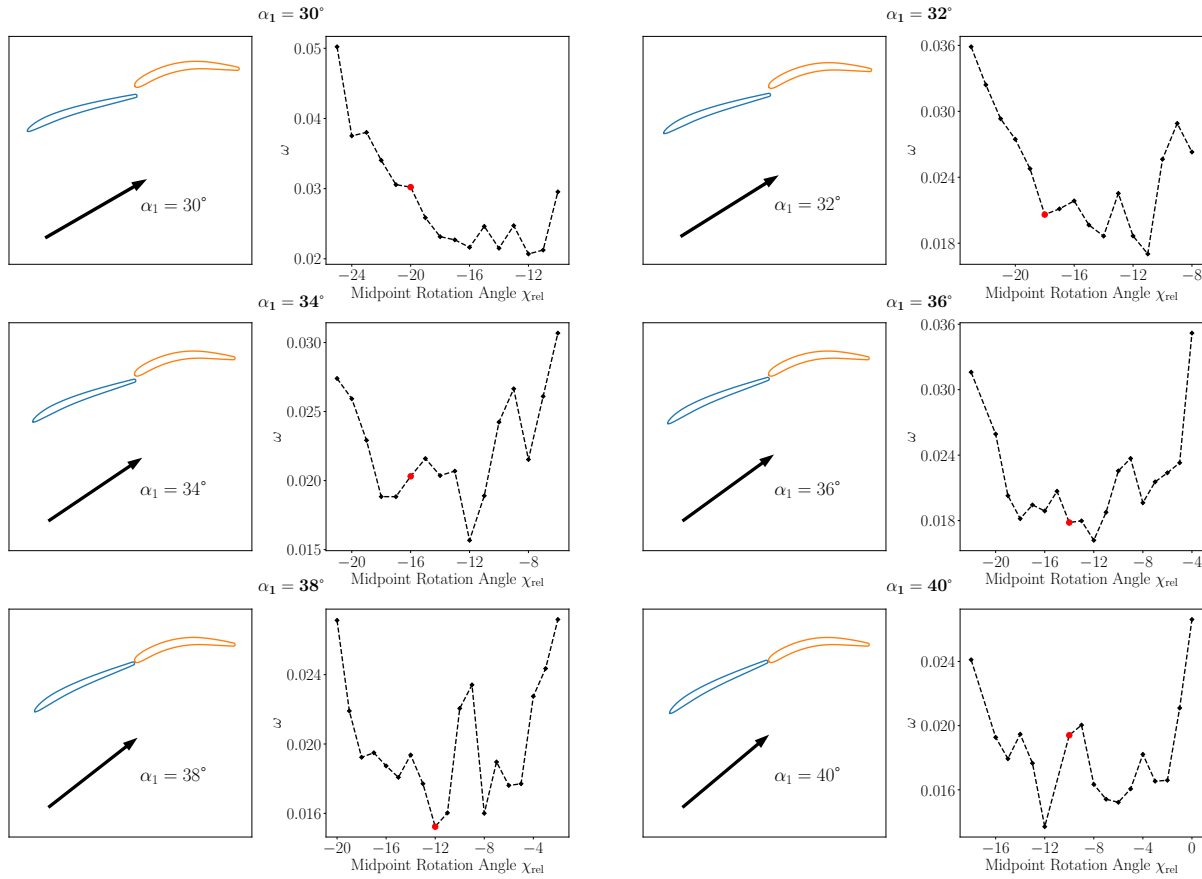 α₁ = 30°
α₁ = 30°
0.05
0.04
0.03
0.02
ω
−24 −20 −16 −12
Midpoint Rotation Angle χrel
α₁ = 32°
α₁ = 32°
0.036
0.030
0.024
0.018
ω
−20 −16 −12 −8
Midpoint Rotation Angle χrel
α₁ = 34°
α₁ = 34°
0.030
0.025
0.020
0.015
ω
−20 −16 −12 −8
Midpoint Rotation Angle χrel
α₁ = 36°
α₁ = 36°
0.036
0.030
0.024
0.018
ω
−20 −16 −12 −8 −4
Midpoint Rotation Angle χrel
α₁ = 38°
α₁ = 38°
0.024
0.020
0.016
ω
−20 −16 −12 −8 −4
Midpoint Rotation Angle χrel
α₁ = 40°
α₁ = 40°
0.024
0.020
0.016
ω
−16 −12 −8 −4 0
Midpoint Rotation Angle χrel